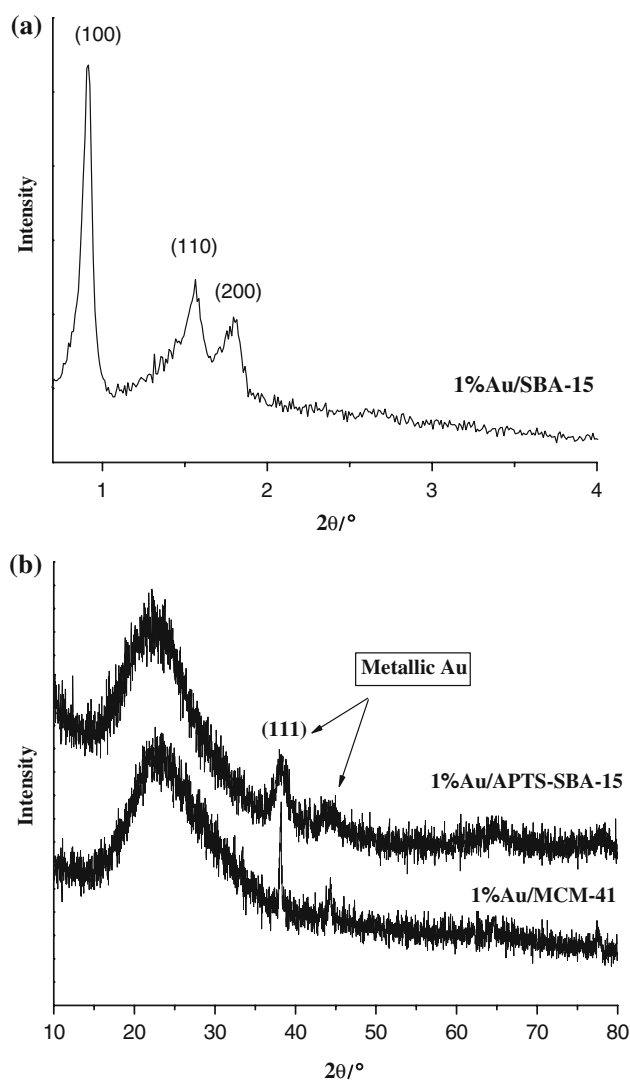 (a)
(100)
(110)
(200)
Intensity
1%Au/SBA-15
1 2 3 4
2θ/°
(b)
Metallic Au
(111)
1%Au/APTS-SBA-15
Intensity
1%Au/MCM-41
10 20 30 40 50 60 70 80
2θ/°